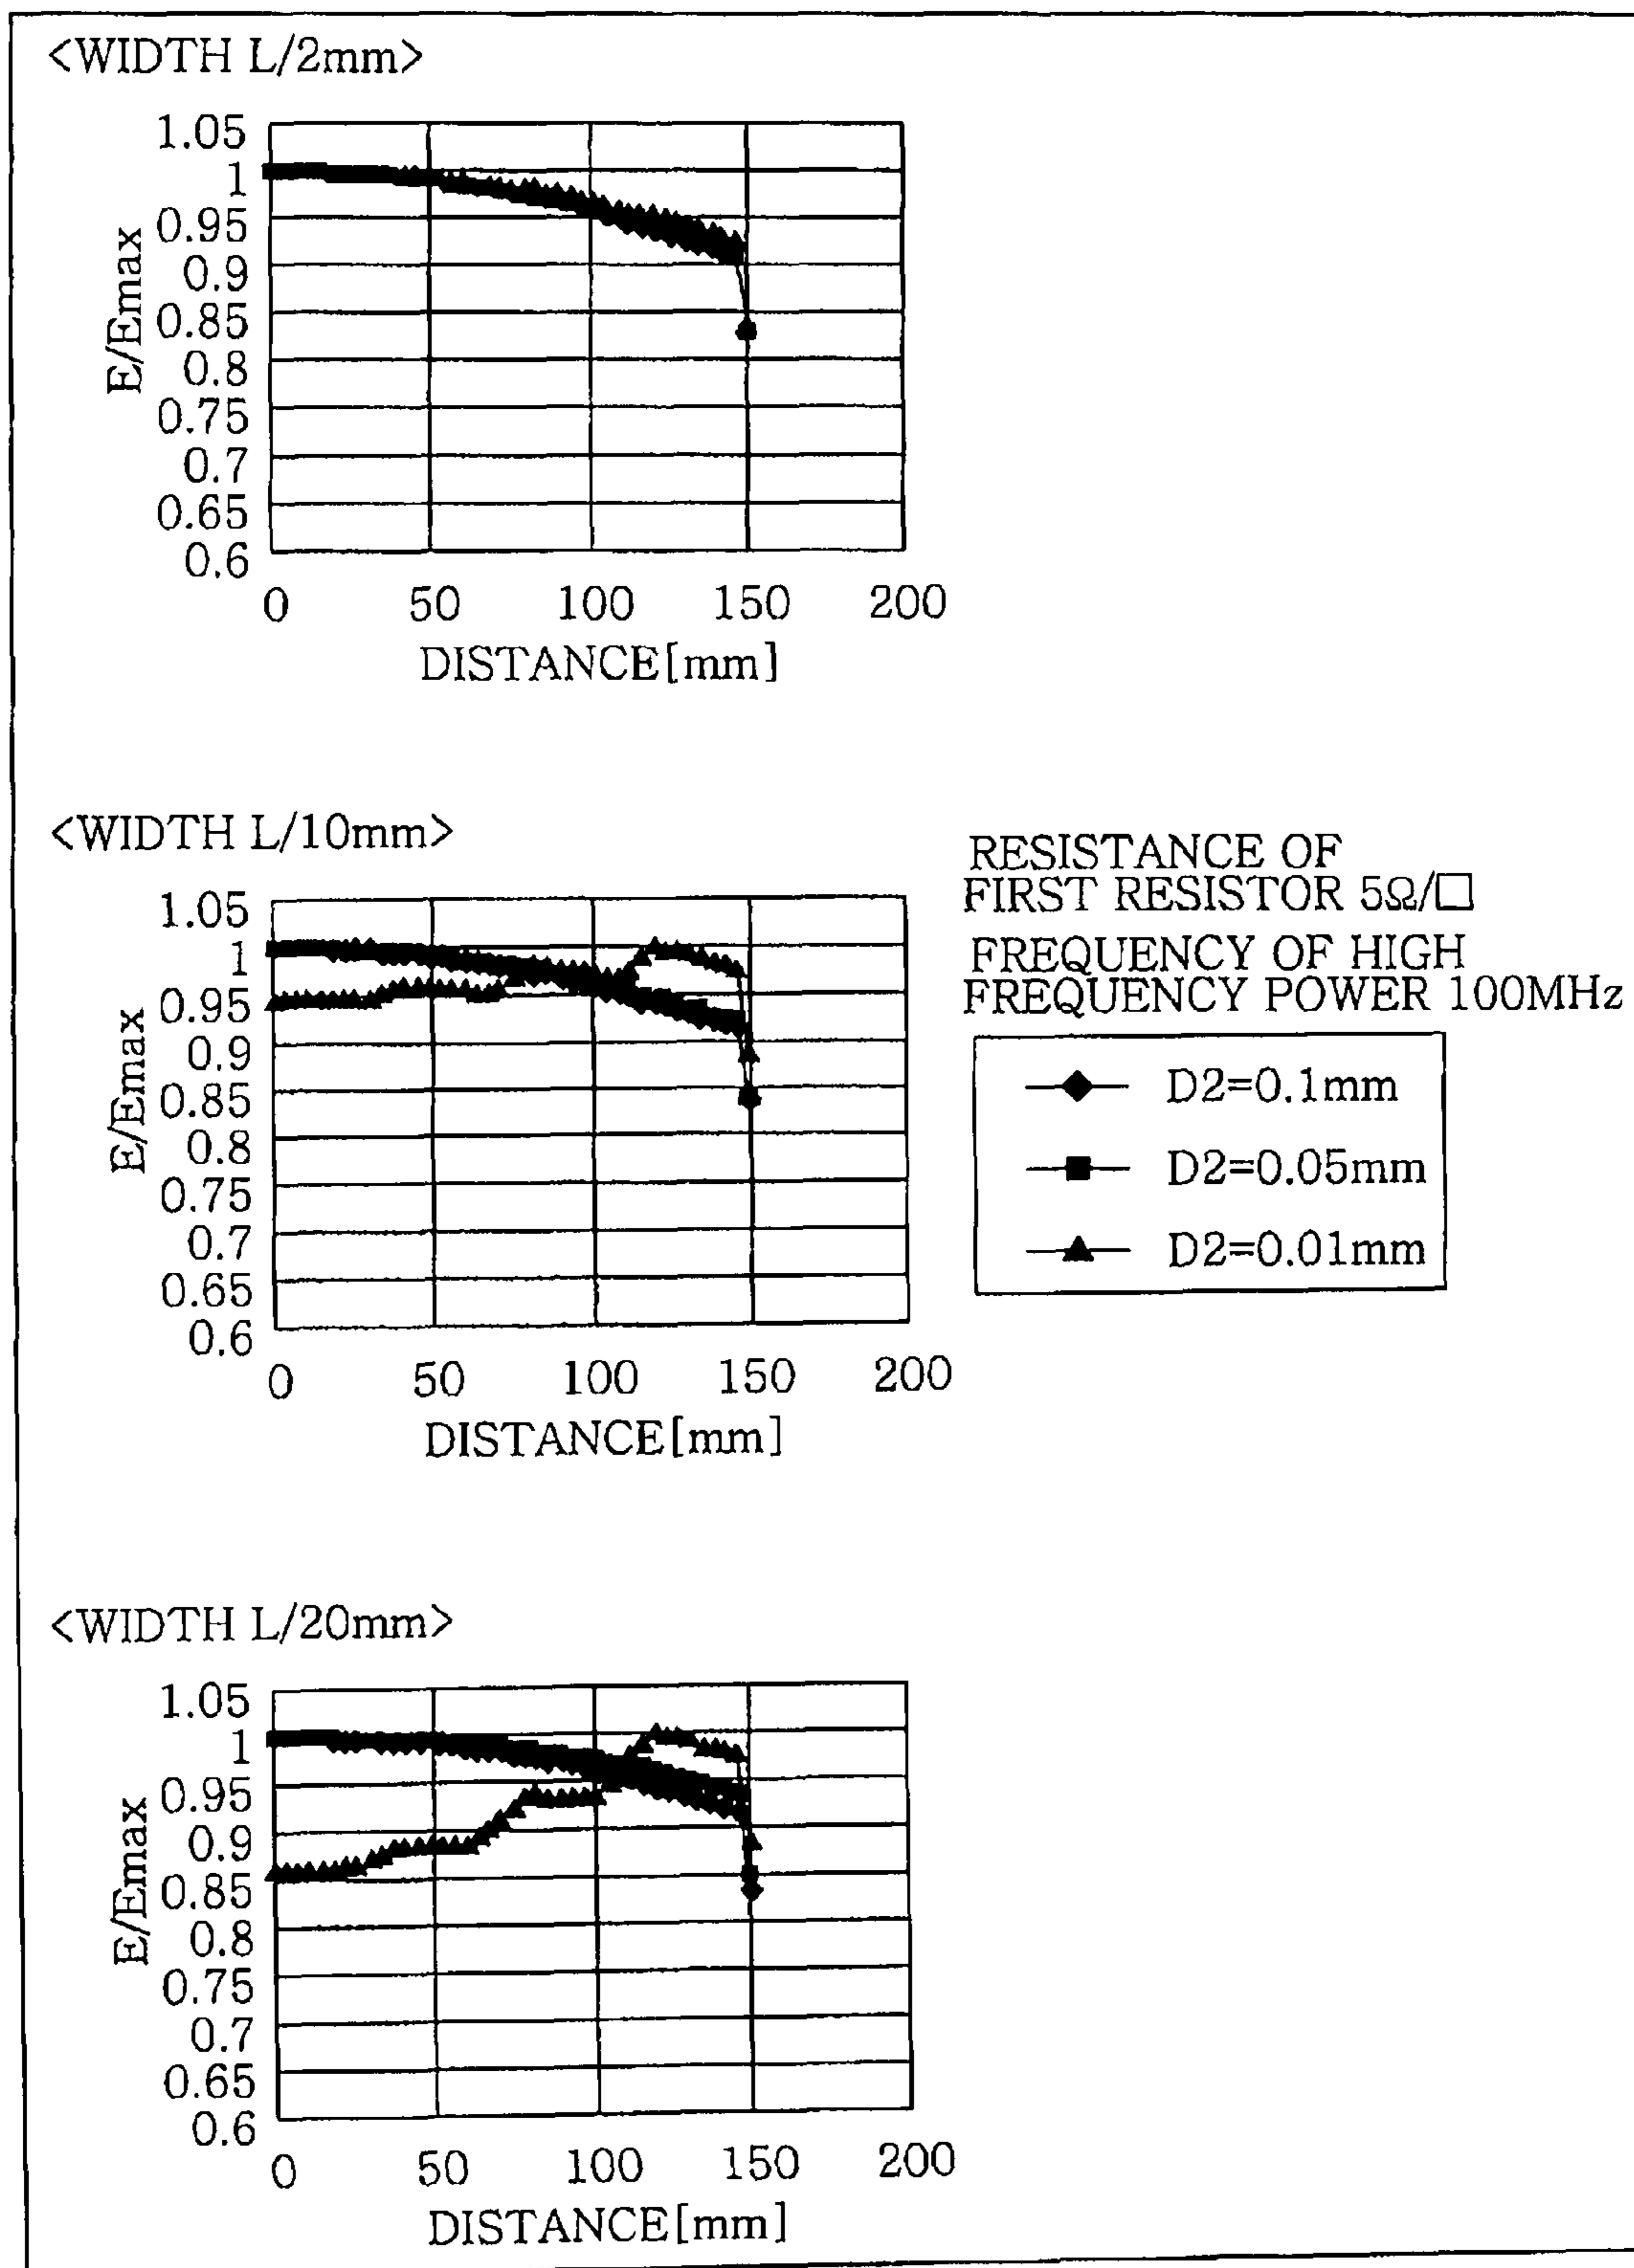 <WIDTH L/2mm>
1.05
1
0.95
0.9
0.85
0.8
0.75
0.7
0.65
0.6
E/Emax
0 50 100 150 200
DISTANCE[mm]
<WIDTH L/10mm>
1.05
1
0.95
0.9
0.85
0.8
0.75
0.7
0.65
0.6
E/Emax
0 50 100 150 200
DISTANCE[mm]
RESISTANCE OF
FIRST RESISTOR 5Ω/□
FREQUENCY OF HIGH
FREQUENCY POWER 100MHz
D2=0.1mm
D2=0.05mm
D2=0.01mm
<WIDTH L/20mm>
1.05
1
0.95
0.9
0.85
0.8
0.75
0.7
0.65
0.6
E/Emax
0 50 100 150 200
DISTANCE[mm]